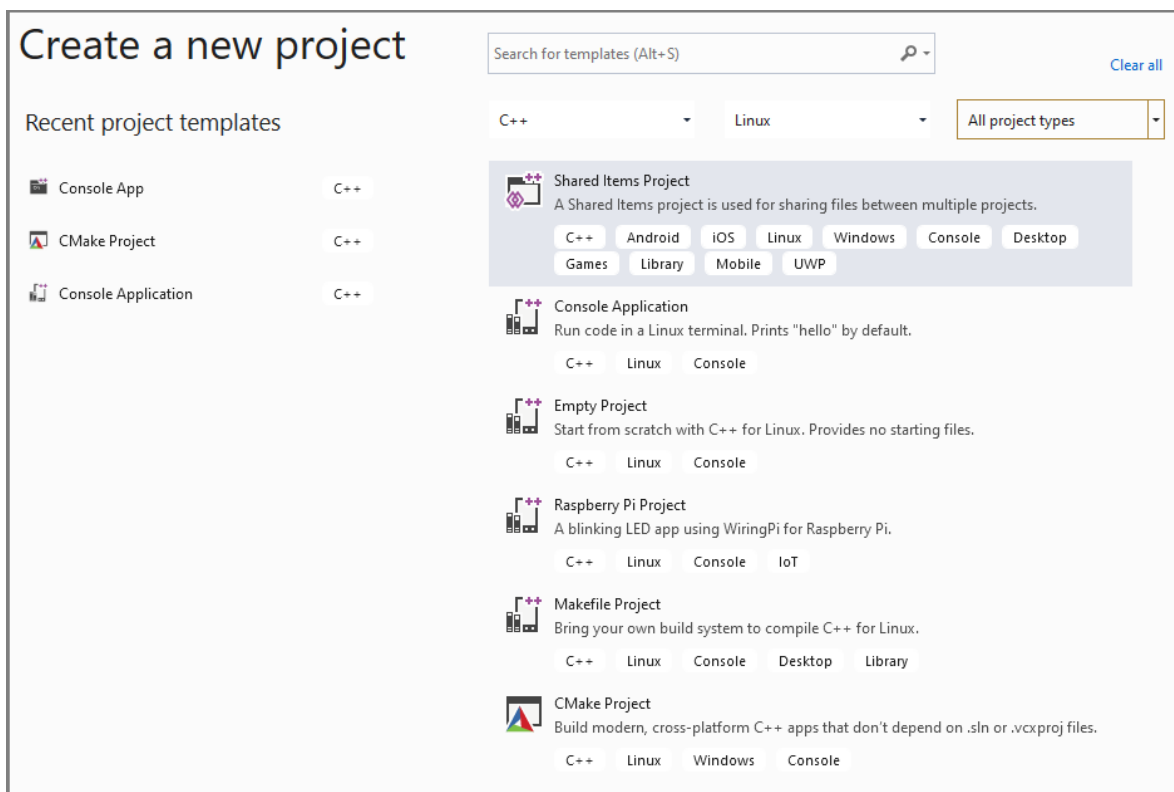 Create a new project
Search for templates (Alt+S)
Clear all
Recent project templates
C++
Linux
All project types
Console App C++
CMake Project C++
Console Application C++
Shared Items Project
A Shared Items project is used for sharing files between multiple projects.
C++ Android iOS Linux Windows Console Desktop
Games Library Mobile UWP
Console Application
Run code in a Linux terminal. Prints "hello" by default.
C++ Linux Console
Empty Project
Start from scratch with C++ for Linux. Provides no starting files.
C++ Linux Console
Raspberry Pi Project
A blinking LED app using WiringPi for Raspberry Pi.
C++ Linux Console IoT
Makefile Project
Bring your own build system to compile C++ for Linux.
C++ Linux Console Desktop Library
CMake Project
Build modern, cross-platform C++ apps that don't depend on .sln or .vcxproj files.
C++ Linux Windows Console